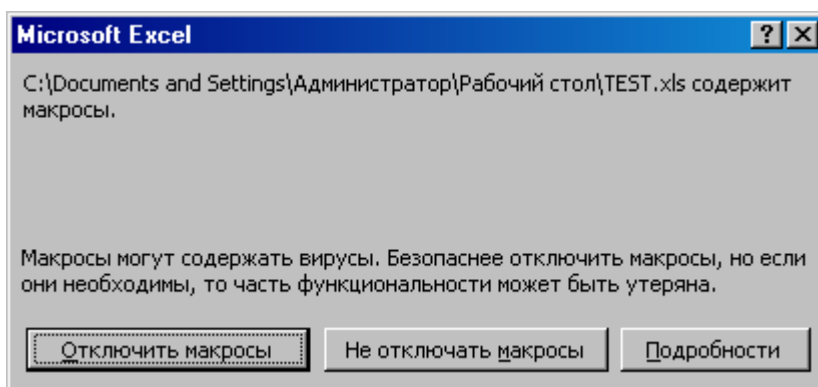 Microsoft Excel
C:\Documents and Settings\Администратор\Рабочий стол\TEST.xls содержит
макросы.
Макросы могут содержать вирусы. Безопаснее отключить макросы, но если
они необходимы, то часть функциональности может быть утеряна.
Отключить макросы Не отключать макросы Подробности